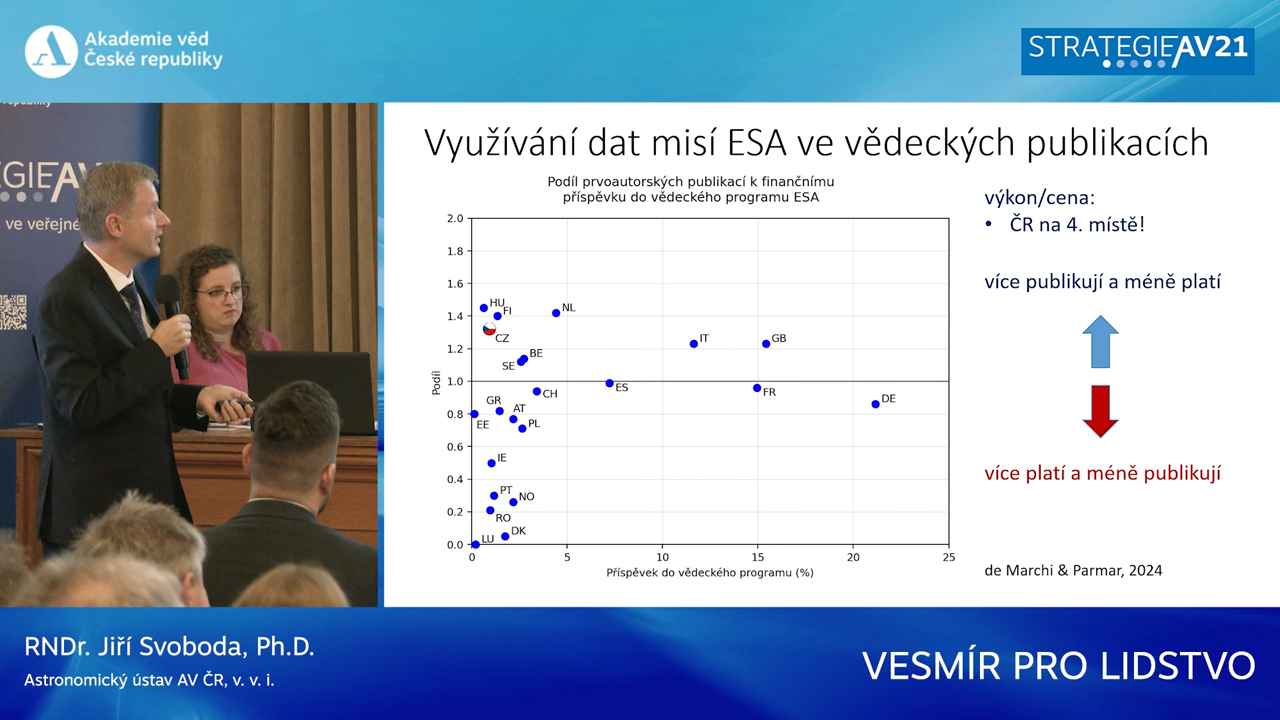 Akademie věd
České republiky
STRATEGIE AV21
republiky
EGIE AV
ve veřejné
Využívání dat misí ESA ve vědeckých publikacích
Podíl prvoautorských publikací k finančnímu
příspěvku do vědeckého programu ESA
2.0
1.8
1.6
1.4
1.2
1.0
0.8
0.6
0.4
0.2
0.0
Podíl
HU
FI
NL
CZ
IT
GB
BE
SE
ES
FR
CH
DE
GR
AT
EE
PL
IE
PT
NO
RO
DK
LU
0
5
10
15
20
25
Příspěvek do vědeckého programu (%)
výkon/cena:
• ČR na 4. místě!
více publikují a méně platí
více platí a méně publikují
de Marchi & Parmar, 2024
RNDr. Jiří Svoboda, Ph.D.
Astronomický ústav AV ČR, v. v. i.
VESMÍR PRO LIDSTVO